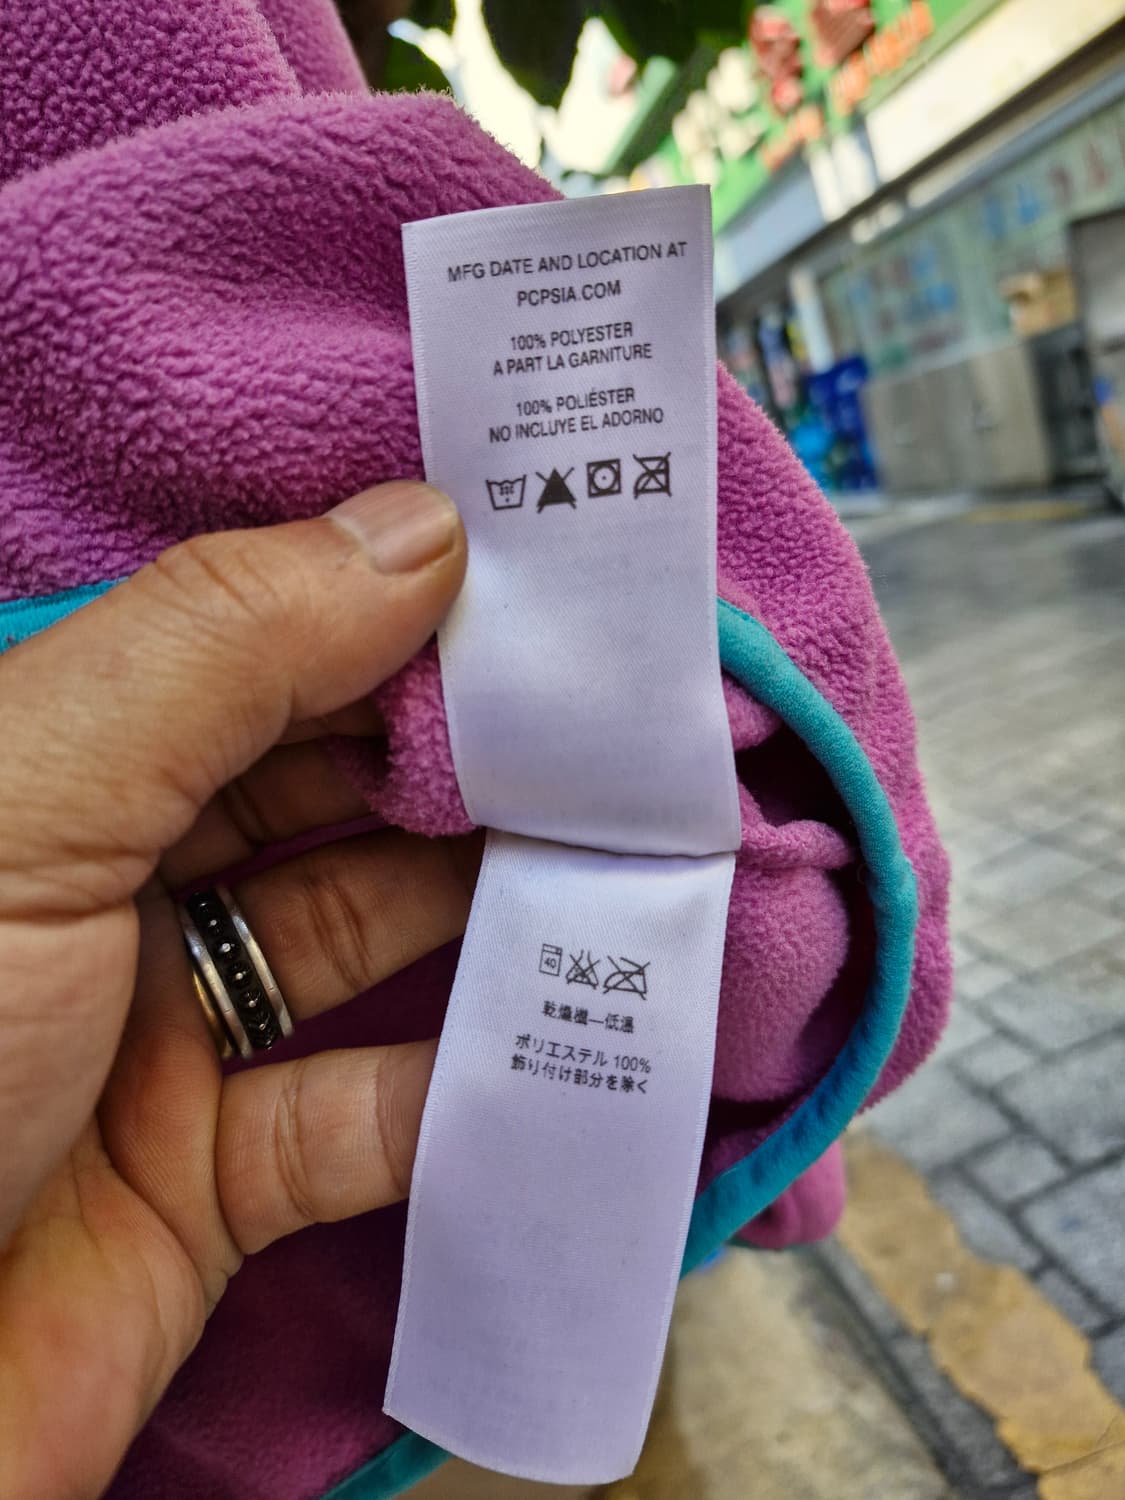 MFG DATE AND LOCATION AT
PCPSIA.COM
100% POLYESTER
A PART LA GARNITURE
100% POLIÉSTER
NO INCLUYE EL ADORNO
40
乾燥機—低温
ポリエステル 100%
飾り付け部分を除く